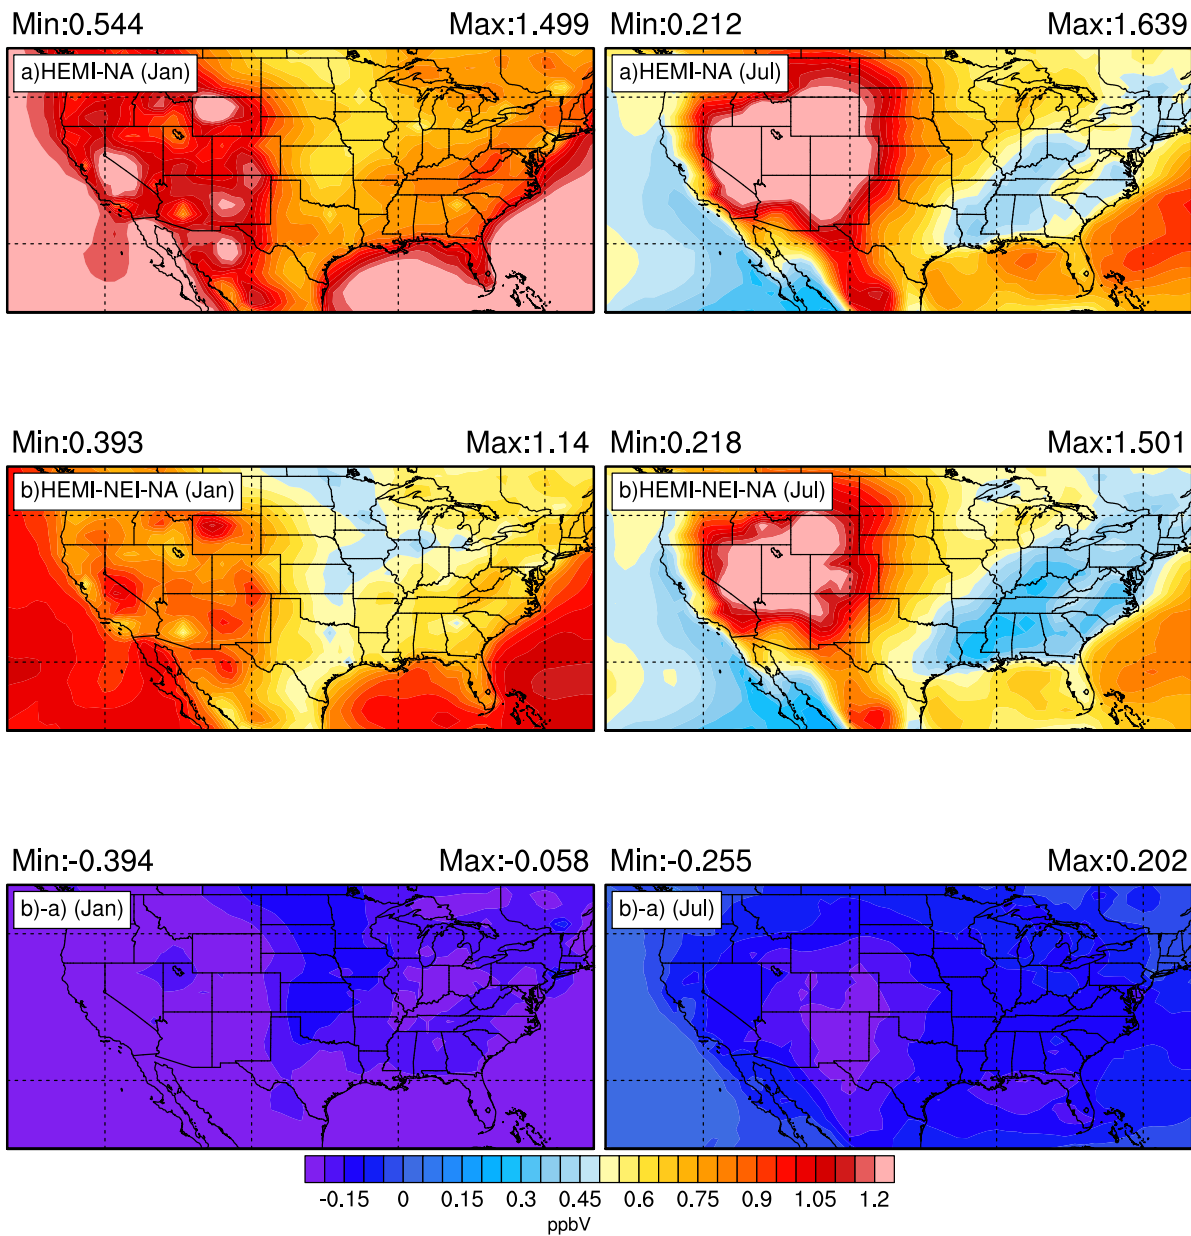 Min:0.544 Max:1.499 Min:0.212 Max:1.639
a)HEMI-NA (Jan) a)HEMI-NA (Jul)
Min:0.393 Max:1.14 Min:0.218 Max:1.501
b)HEMI-NEI-NA (Jan) b)HEMI-NEI-NA (Jul)
Min:-0.394 Max:-0.058 Min:-0.255 Max:0.202
b)-a) (Jan) b)-a) (Jul)
-0.15 0 0.15 0.3 0.45 0.6 0.75 0.9 1.05 1.2
ppbV